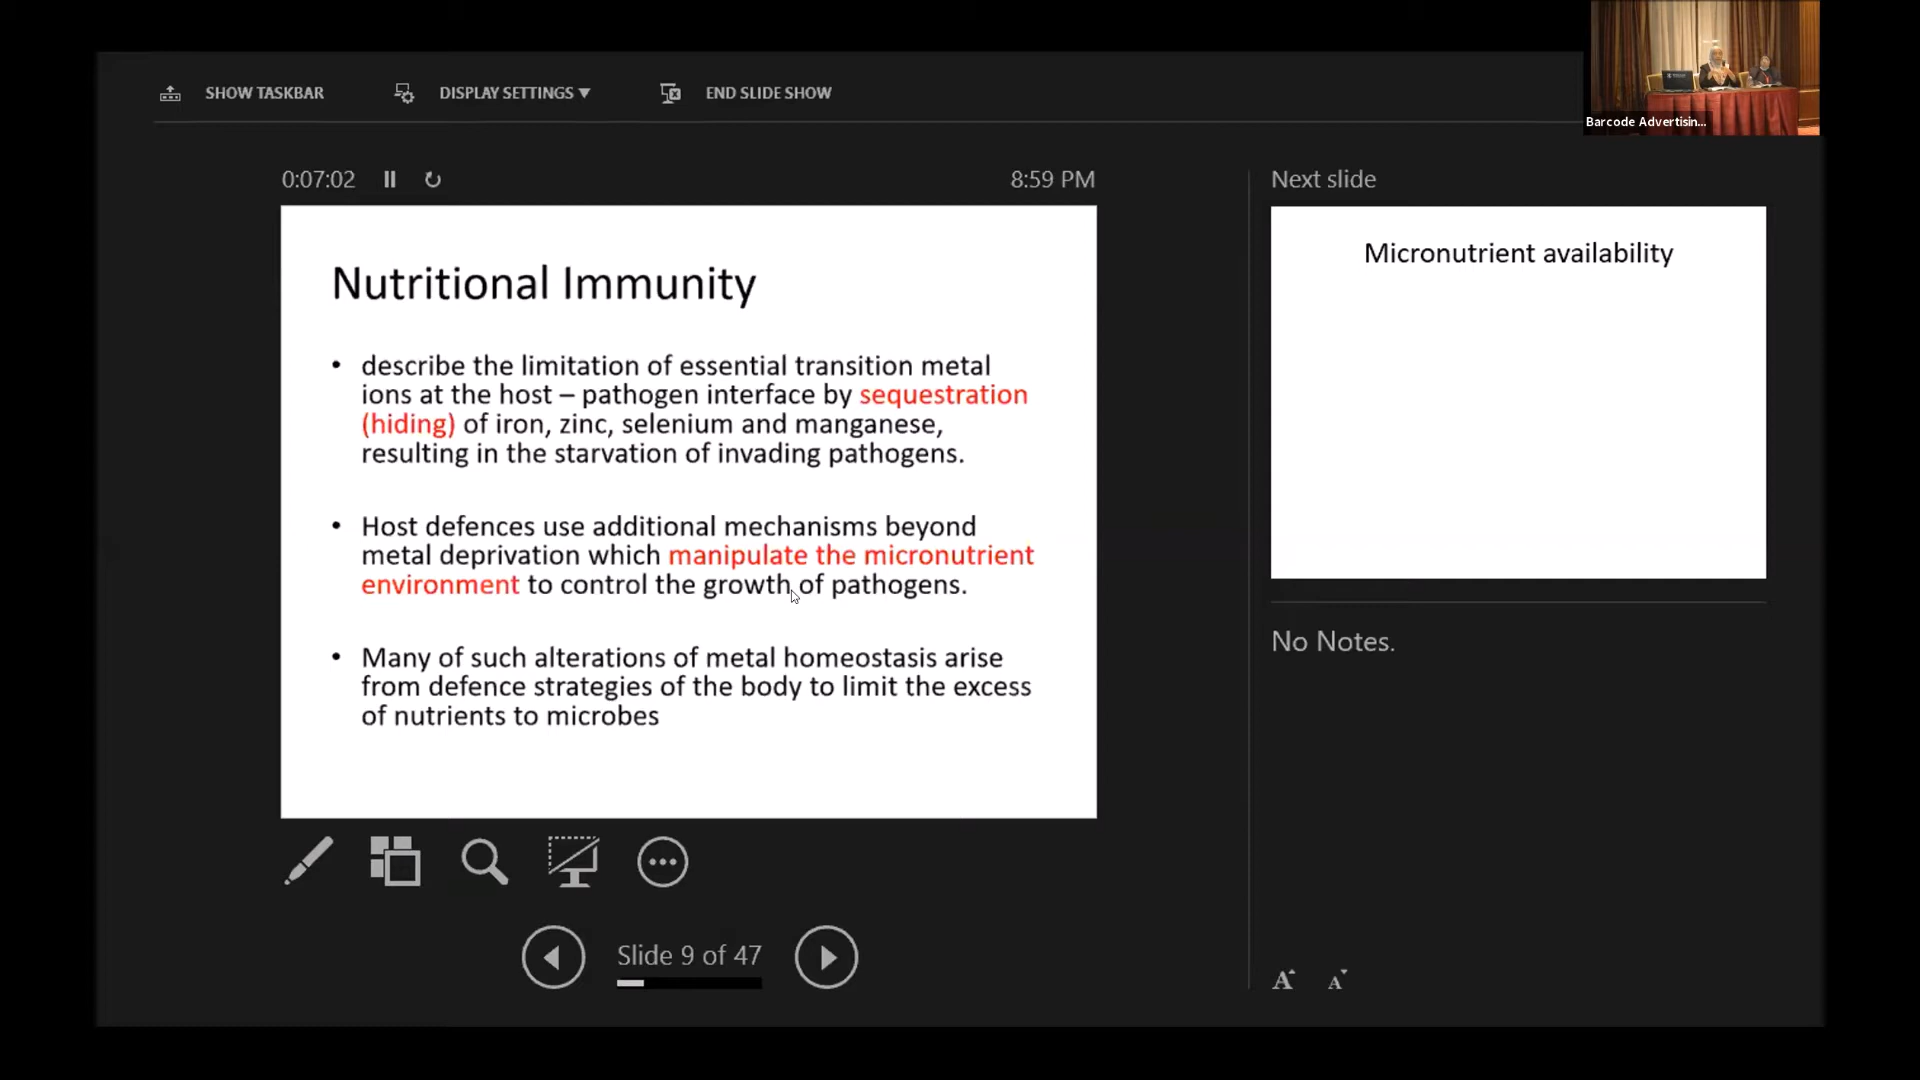 SHOW TASKBAR
DISPLAY SETTINGS ▼
END SLIDE SHOW
Barcode Advertisin...
0:07:02
8:59 PM
Next slide
Nutritional Immunity
• describe the limitation of essential transition metal
ions at the host – pathogen interface by sequestration
(hiding) of iron, zinc, selenium and manganese,
resulting in the starvation of invading pathogens.
• Host defences use additional mechanisms beyond
metal deprivation which manipulate the micronutrient
environment to control the growth of pathogens.
• Many of such alterations of metal homeostasis arise
from defence strategies of the body to limit the excess
of nutrients to microbes
Micronutrient availability
No Notes.
Slide 9 of 47
A A